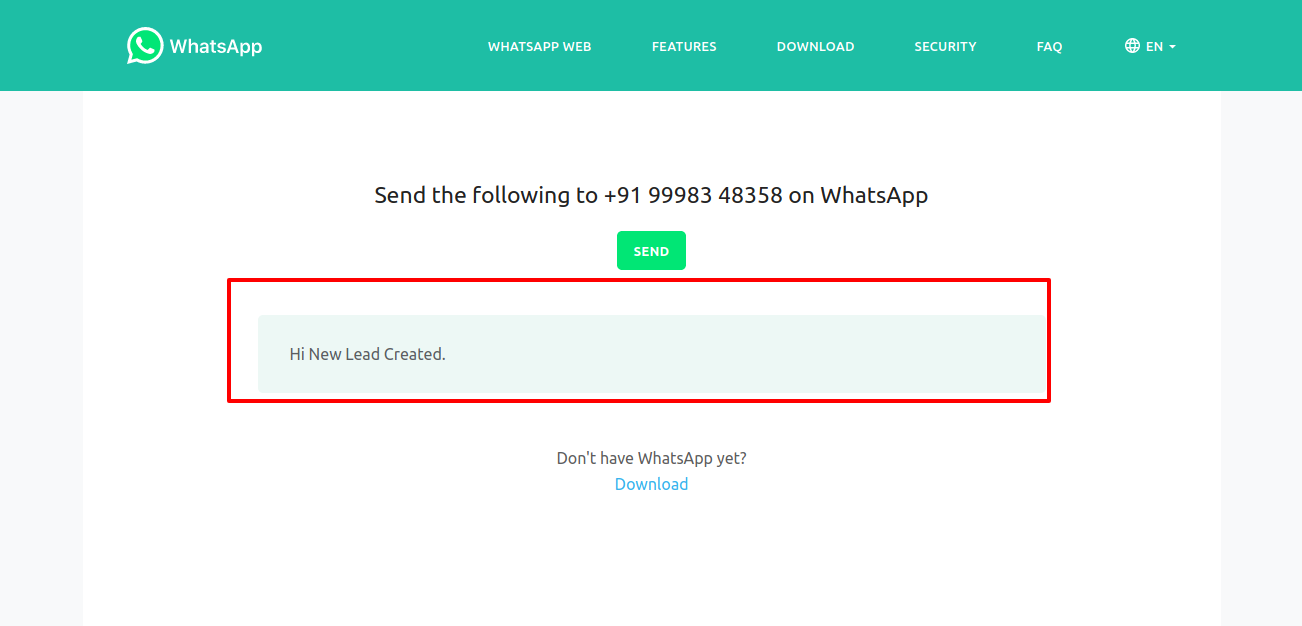 WhatsApp WHATSAPP WEB FEATURES DOWNLOAD SECURITY FAQ EN
Send the following to +91 99983 48358 on WhatsApp
SEND
Hi New Lead Created.
Don't have WhatsApp yet?
Download